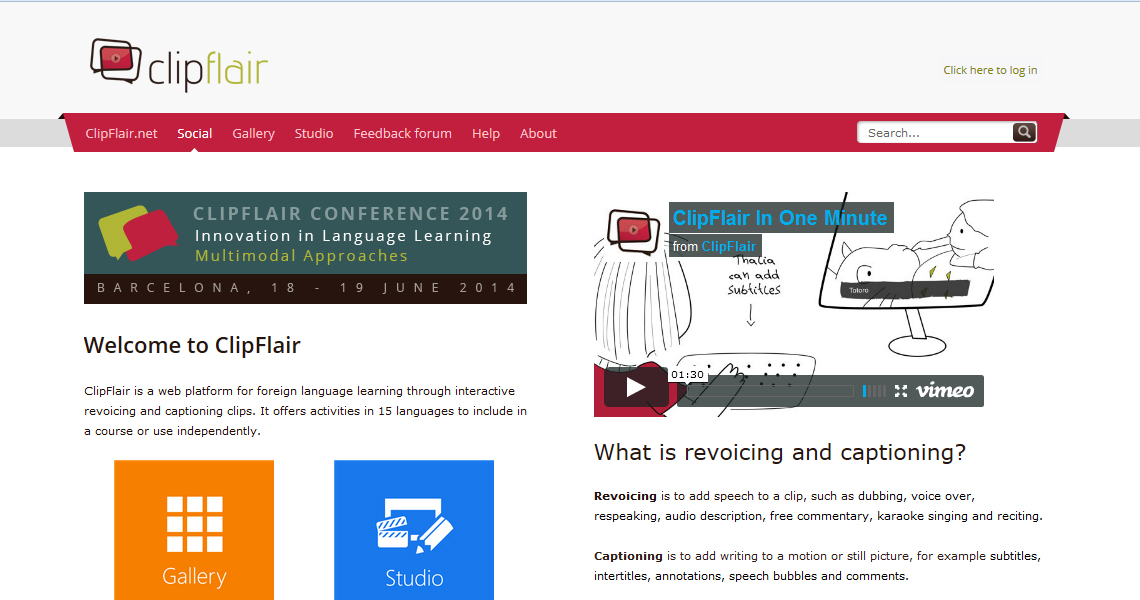 clipflair
Click here to log in
ClipFlair.net Social Gallery Studio Feedback forum Help About
Search...
CLIPFLAIR CONFERENCE 2014
Innovation in Language Learning
Multimodal Approaches
BARCELONA, 18 - 19 JUNE 2014
Welcome to ClipFlair
ClipFlair is a web platform for foreign language learning through interactive
revoicing and captioning clips. It offers activities in 15 languages to include in
a course or use independently.
Gallery
Studio
ClipFlair In One Minute
from ClipFlair
Thalia
can add
subtitles
Totoro
01:30
vimeo
What is revoicing and captioning?
Revoicing is to add speech to a clip, such as dubbing, voice over,
respeaking, audio description, free commentary, karaoke singing and reciting.
Captioning is to add writing to a motion or still picture, for example subtitles,
intertitles, annotations, speech bubbles and comments.